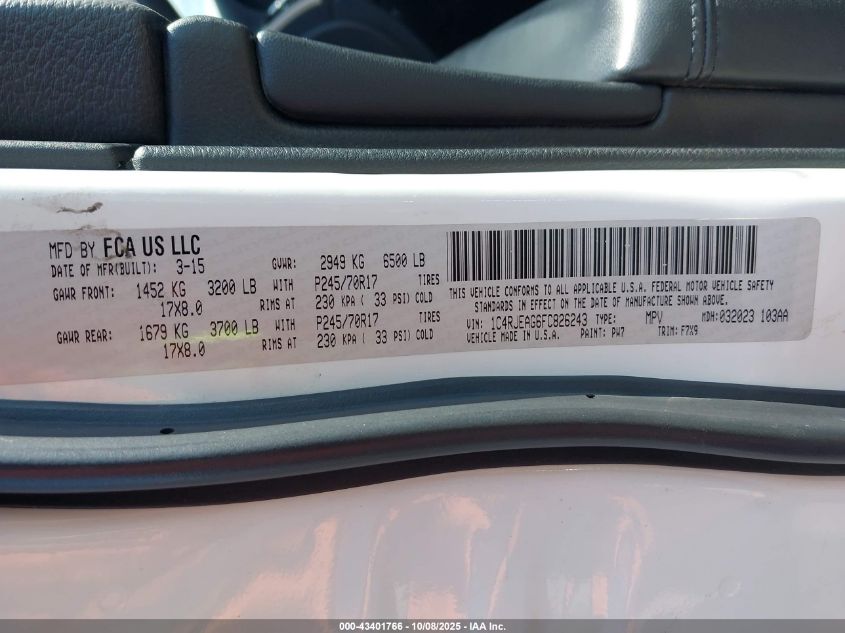 MFD BY FCA US LLC
DATE OF MFR(BUILT): 3-15 GVWR: 2949 KG 6500 LB
GAWR FRONT: 1452 KG 3200 LB WITH P245/70R17 TIRES
17X8.0 RIMS AT 230 KPA ( 33 PSI) COLD
GAWR REAR: 1679 KG 3700 LB WITH P245/70R17 TIRES
17X8.0 RIMS AT 230 KPA ( 33 PSI) COLD
THIS VEHICLE CONFORMS TO ALL APPLICABLE U.S.A. FEDERAL MOTOR VEHICLE SAFETY
STANDARDS IN EFFECT ON THE DATE OF MANUFACTURE SHOWN ABOVE.
VIN: 1C4RJEAG6FC826243 TYPE: MPV MDH: 032023 103AA
VEHICLE MADE IN U.S.A. PAINT: PW7 TRIM: F7X9
000-43401766 - 10/08/2025 - IAA Inc.